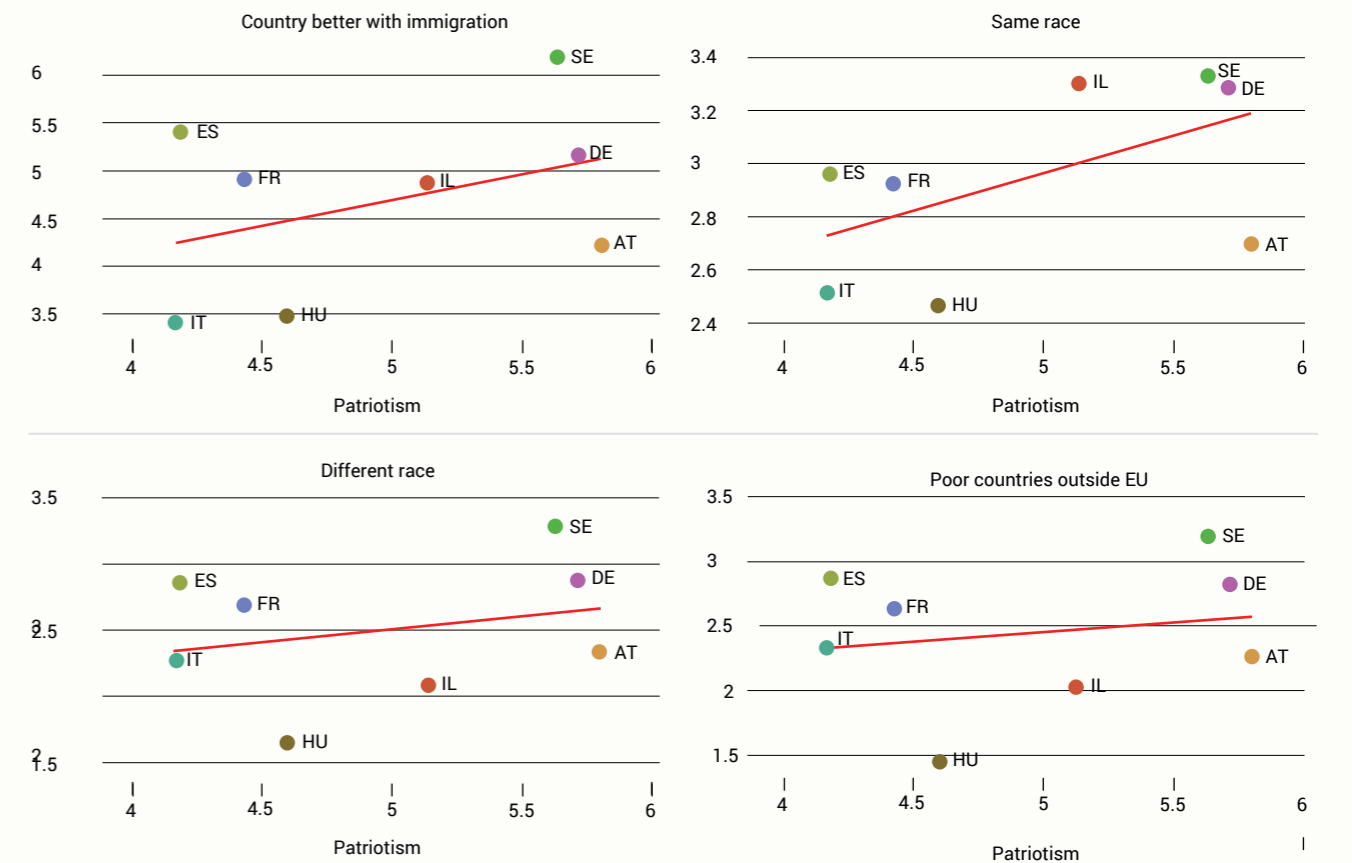 Country better with immigration
6
5.5
5
4.5
4
3.5
SE
ES
DE
FR
IL
AT
IT
HU
4 4.5 5 5.5 6
Patriotism
Same race
3.4
3.2
3
2.8
2.6
2.4
SE
IL
DE
ES
FR
AT
IT
HU
4 4.5 5 5.5 6
Patriotism
Different race
3.5
3
2.5
2
1.5
SE
ES
DE
FR
IT
AT
IL
HU
4 4.5 5 5.5 6
Patriotism
Poor countries outside EU
3.5
3
2.5
2
1.5
SE
ES
DE
FR
IT
AT
IL
HU
4 4.5 5 5.5 6
Patriotism